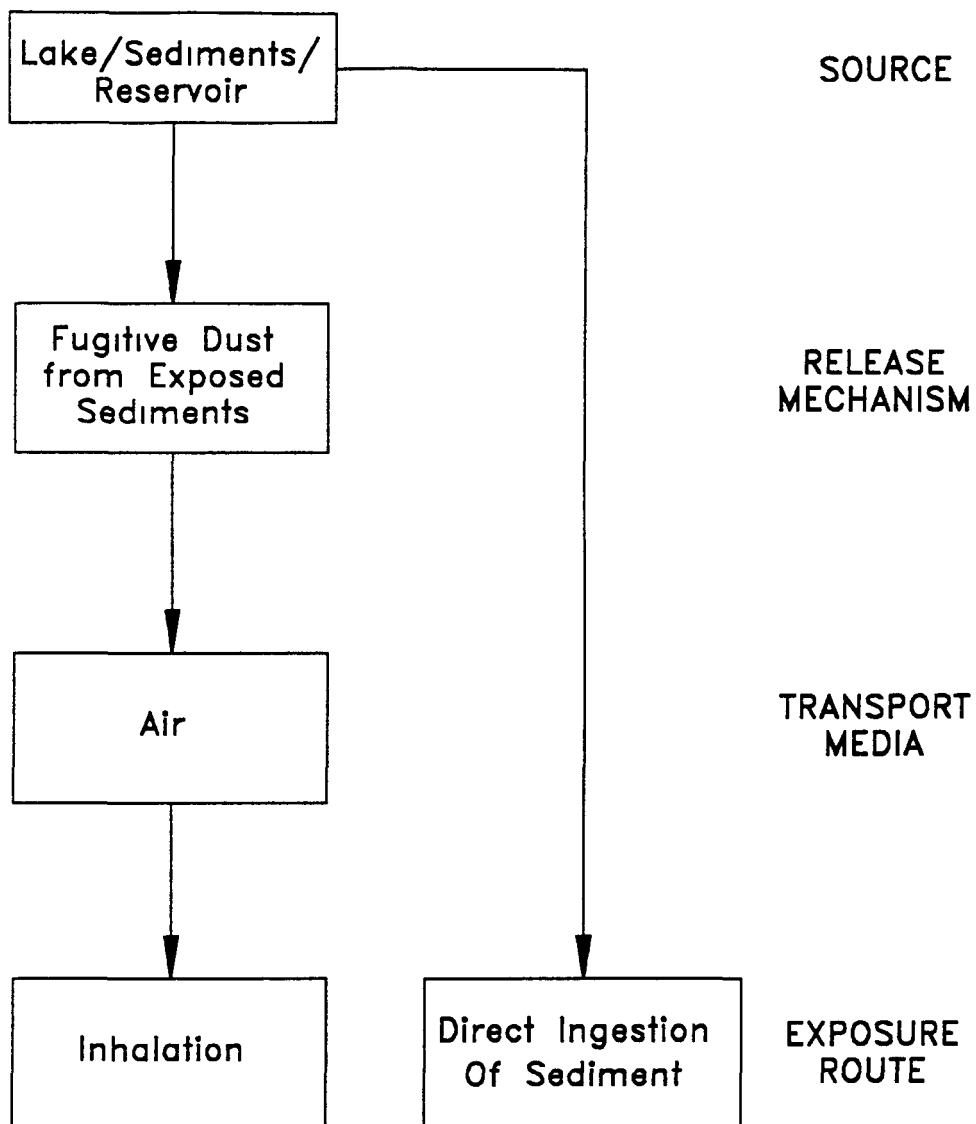 Lake/Sediments/
Reservoir
SOURCE
Fugitive Dust
from Exposed
Sediments
RELEASE
MECHANISM
Air
TRANSPORT
MEDIA
Inhalation
Direct Ingestion
Of Sediment
EXPOSURE
ROUTE